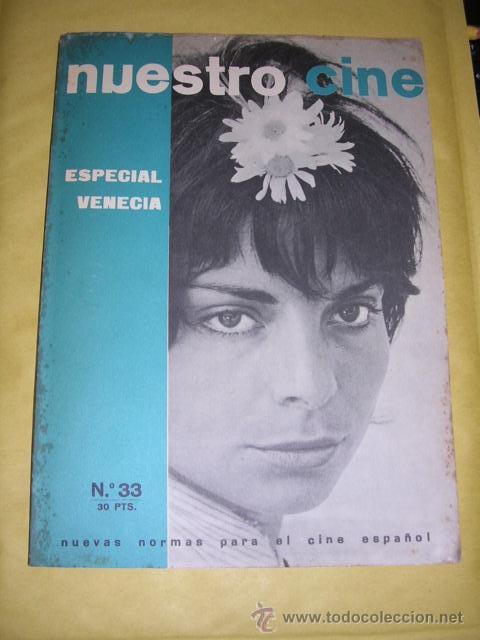 nuestro cine
ESPECIAL
VENECIA
N.º 33
30 PTS.
nuevas normas para el cine español
www.todocoleccion.net